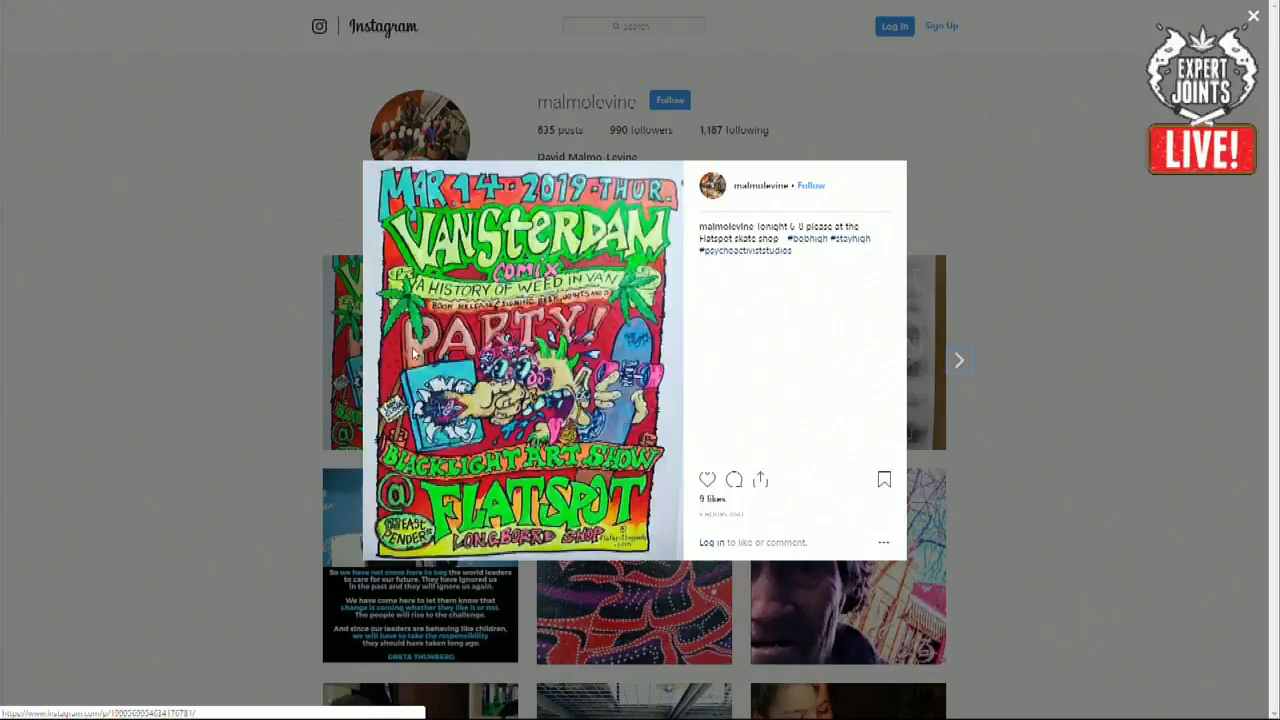 Instagram
Search
Log In
Sign Up
EXPERT
JOINTS
LIVE!
malmolevine
Follow
835 posts
990 followers
1,187 following
David Malmo-Levine
MAR.14-2019-THUR.
VANSTERDAM
COMIX
A HISTORY OF WEED IN VAN
PARTY!
BLACKLIGHT ART SHOW
@ FLATSPOT
EAST
PENDER
LONGBOARD SHOP
malmolevine • Follow
malmolevine Tonight 6 8 please at the
Flatspot skate shop #bobhigh #stayhigh
#psychoactiviststudios
9 likes
5 HOURS AGO
Log in to like or comment.
So we have not come here to beg the world leaders
to care for our future. They have ignored us
in the past and they will ignore us again.
We have come here to let them know that
change is coming whether they like it or not.
The people will rise to the challenge.
And since our leaders are behaving like children,
we will have to take the responsibility
they should have taken long ago.
GRETA THUNBERG